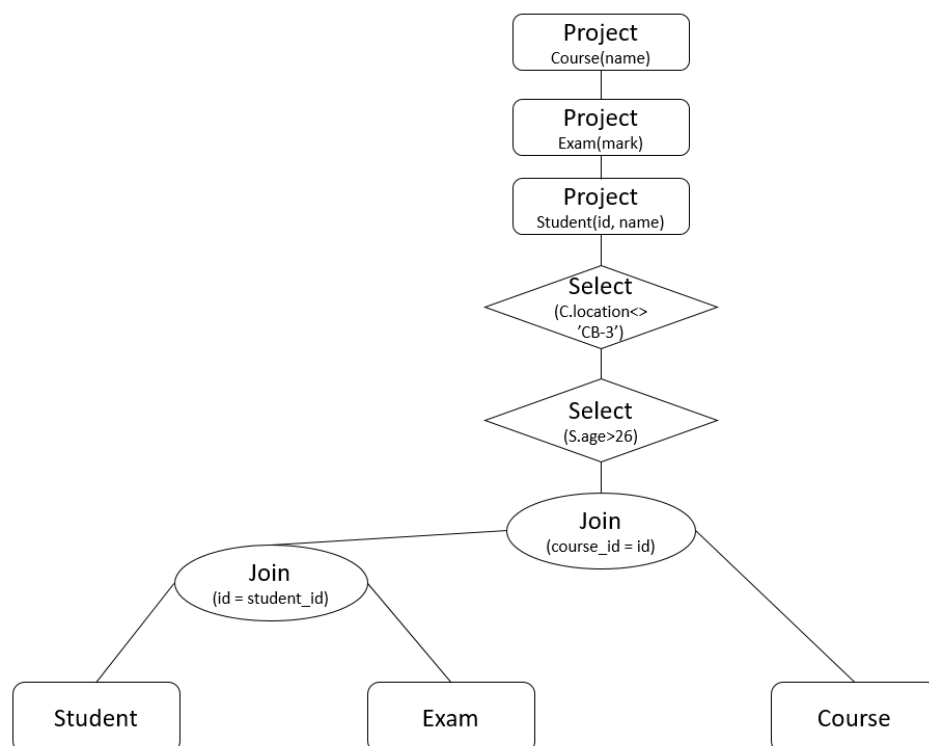 Project
Course(name)
Project
Exam(mark)
Project
Student(id, name)
Select
(C.location<>
’CB-3’)
Select
(S.age>26)
Join
(course_id = id)
Join
(id = student_id)
Student
Exam
Course